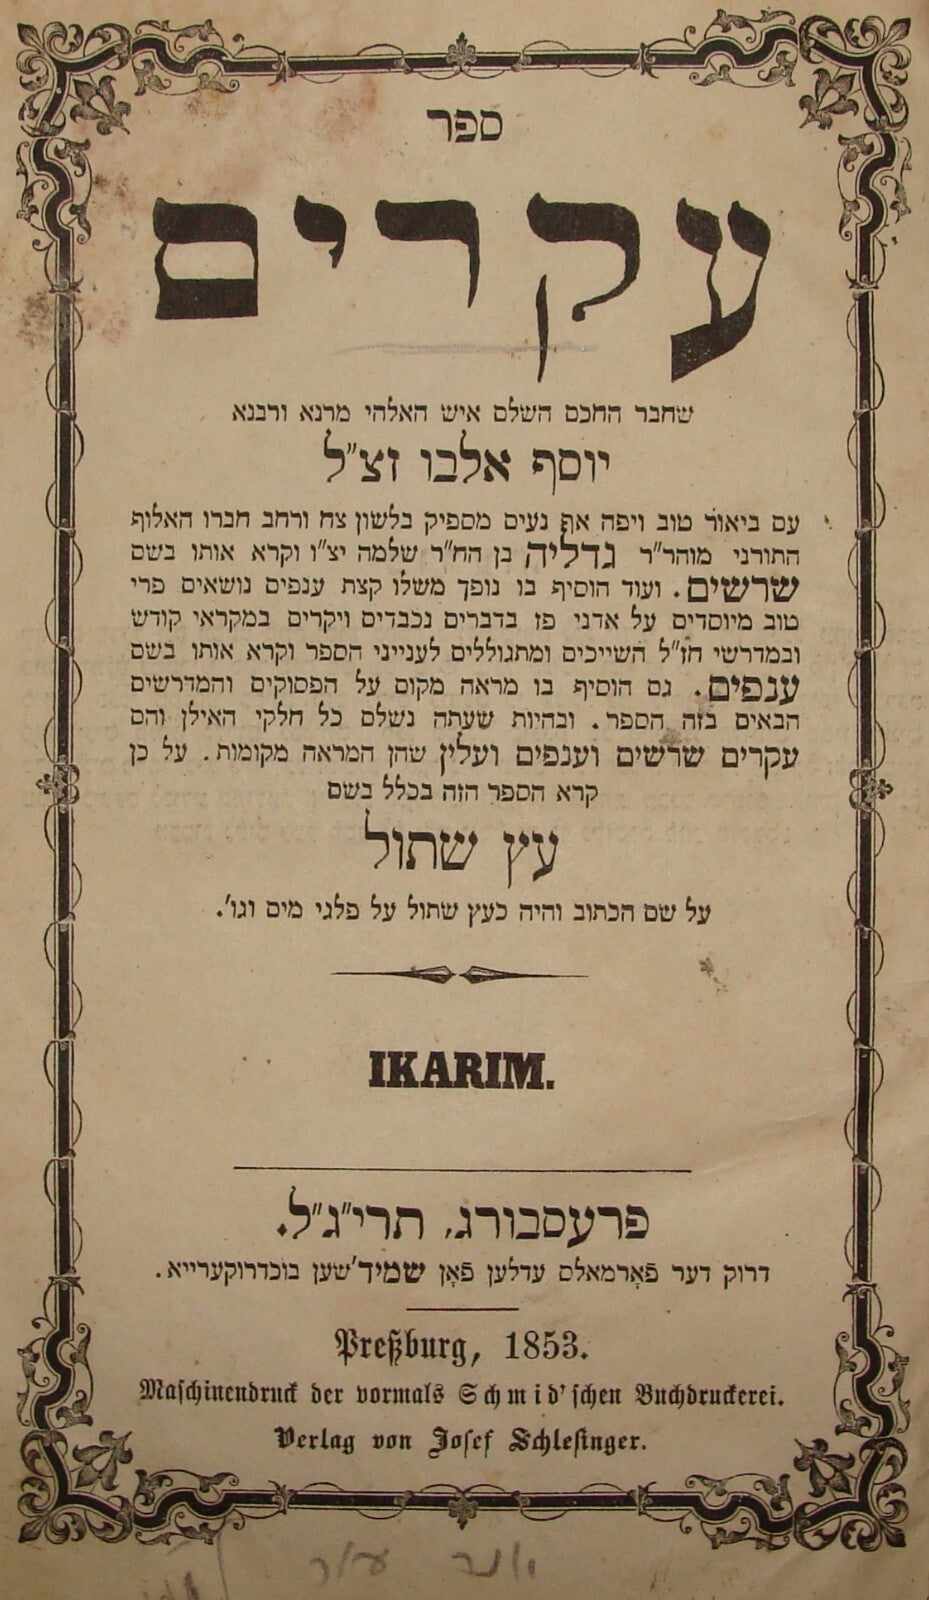 ספר
עקרים
שחבר החכם השלם איש האלהי מרנא ורבנא
יוסף אלבו זצ״ל
עם ביאור טוב ויפה אף נעים מספיק בלשון צח ורחב חברו האלוף
התורני מוהר״ר גדליה בן הח״ר שלמה יצ״ו וקרא אותו בשם
שרשים. ועוד הוסיף בו נופך משלו קצת ענפים נושאים פרי
טוב מיוסדים על אדני פז בדברים נכבדים ויקרים במקראי קודש
ובמדרשי חז״ל השייכים ומתגוללים לענייני הספר וקרא אותו בשם
ענפים. גם הוסיף בו מראה מקום על הפסוקים והמדרשים
הבאים בזה הספר. ובהיות שעתה נשלם כל חלקי האילן והם
עקרים שרשים וענפים ועלין שהן המראה מקומות. על כן
קרא הספר הזה בכלל בשם
עץ שתול
על שם הכתוב והיה כעץ שתול על פלגי מים וגו'.
IKARIM.
פרעסבורג, תרי״ג״ל.
דרוק דער פֿאָרמאלס עדלען פֿאָן שמיד'שען בוכדרוקערייא.
Preßburg, 1853.
Maschinendruck der vormals Schmid'schen Buchdruckerei.
Verlag von Josef Schlesinger.